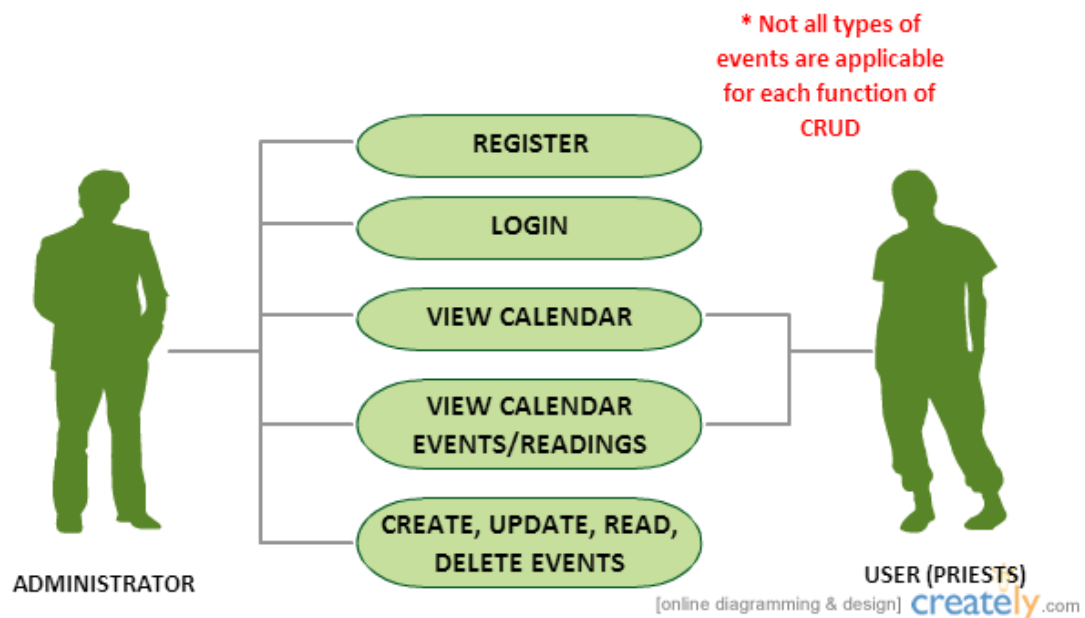 * Not all types of
events are applicable
for each function of
CRUD
REGISTER
LOGIN
VIEW CALENDAR
VIEW CALENDAR
EVENTS/READINGS
CREATE, UPDATE, READ,
DELETE EVENTS
ADMINISTRATOR
USER (PRIESTS)
[online diagramming & design] creately.com